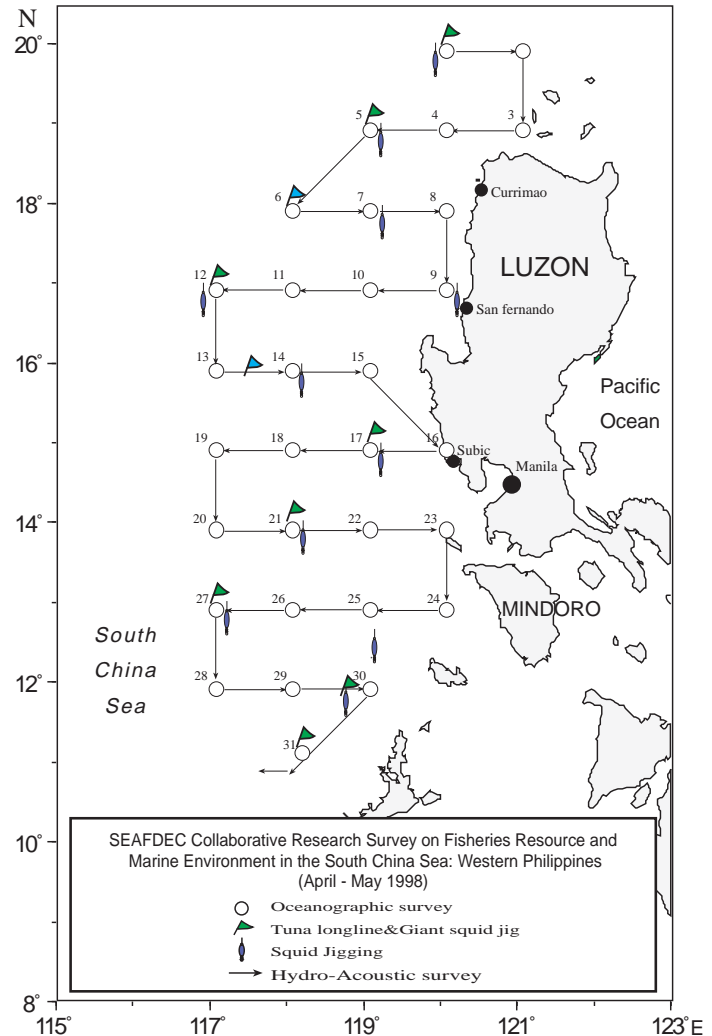 N
20°
5
4
3
18°
6
7
8
Currimao
LUZON
12
11
10
9
San fernando
16°
13
14
15
Pacific
Ocean
19
18
17
16
Subic
Manila
14°
20
21
22
23
27
26
25
24
MINDORO
South
China
Sea
12°
28
29
30
31
10°
SEAFDEC Collaborative Research Survey on Fisheries Resource and
Marine Environment in the South China Sea: Western Philippines
(April - May 1998)
Oceanographic survey
Tuna longline&Giant squid jig
Squid Jigging
Hydro-Acoustic survey
8°
115°
117°
119°
121°
123°E